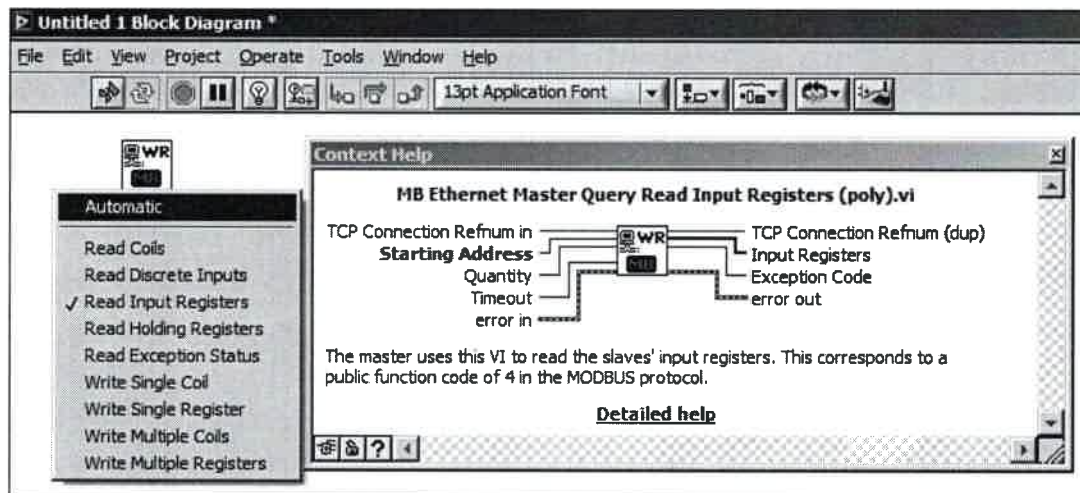 Untitled 1 Block Diagram *
File Edit View Project Operate Tools Window Help
13pt Application Font
WR
MB
Automatic
Read Coils
Read Discrete Inputs
✓ Read Input Registers
Read Holding Registers
Read Exception Status
Write Single Coil
Write Single Register
Write Multiple Coils
Write Multiple Registers
Context Help
MB Ethernet Master Query Read Input Registers (poly).vi
TCP Connection Refnum in
Starting Address
Quantity
Timeout
error in
WR
MB
TCP Connection Refnum (dup)
Input Registers
Exception Code
error out
The master uses this VI to read the slaves' input registers. This corresponds to a
public function code of 4 in the MODBUS protocol.
Detailed help
?